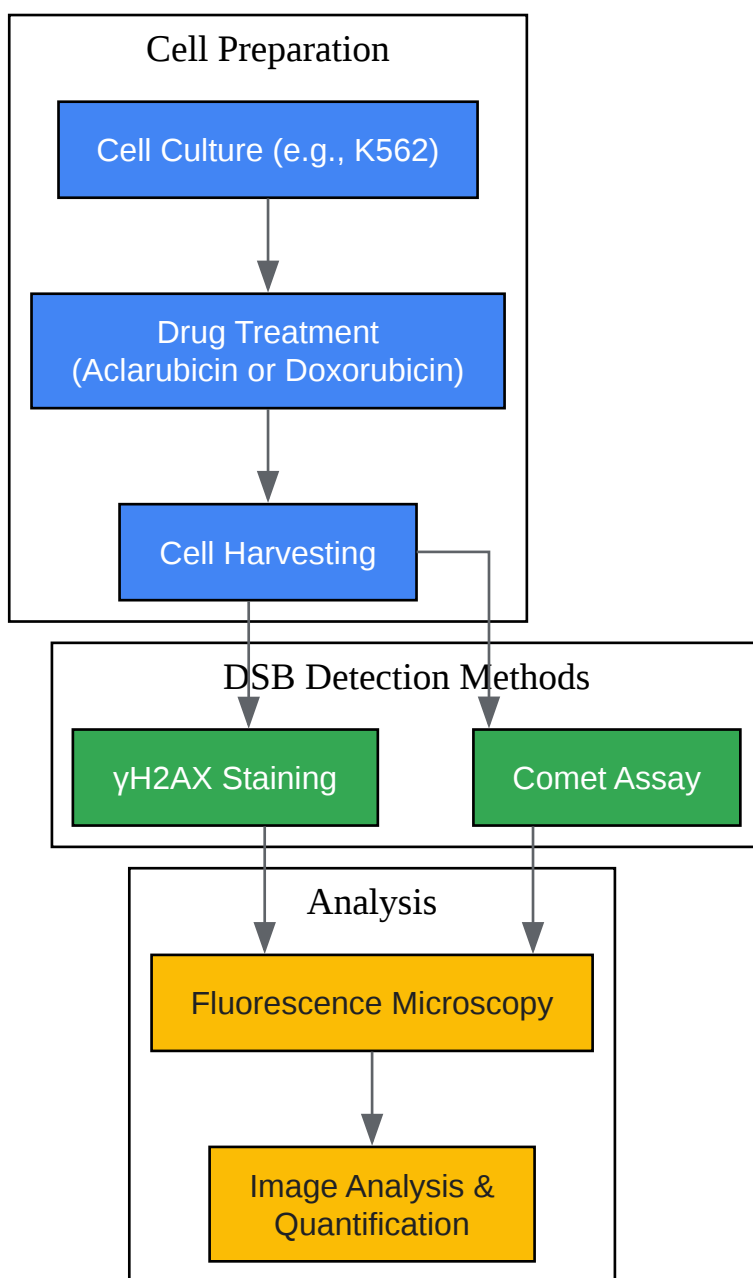 Cell Preparation
Cell Culture (e.g., K562)
Drug Treatment
(Aclarubicin or Doxorubicin)
Cell Harvesting
DSB Detection Methods
γH2AX Staining
Comet Assay
Analysis
Fluorescence Microscopy
Image Analysis &
Quantification